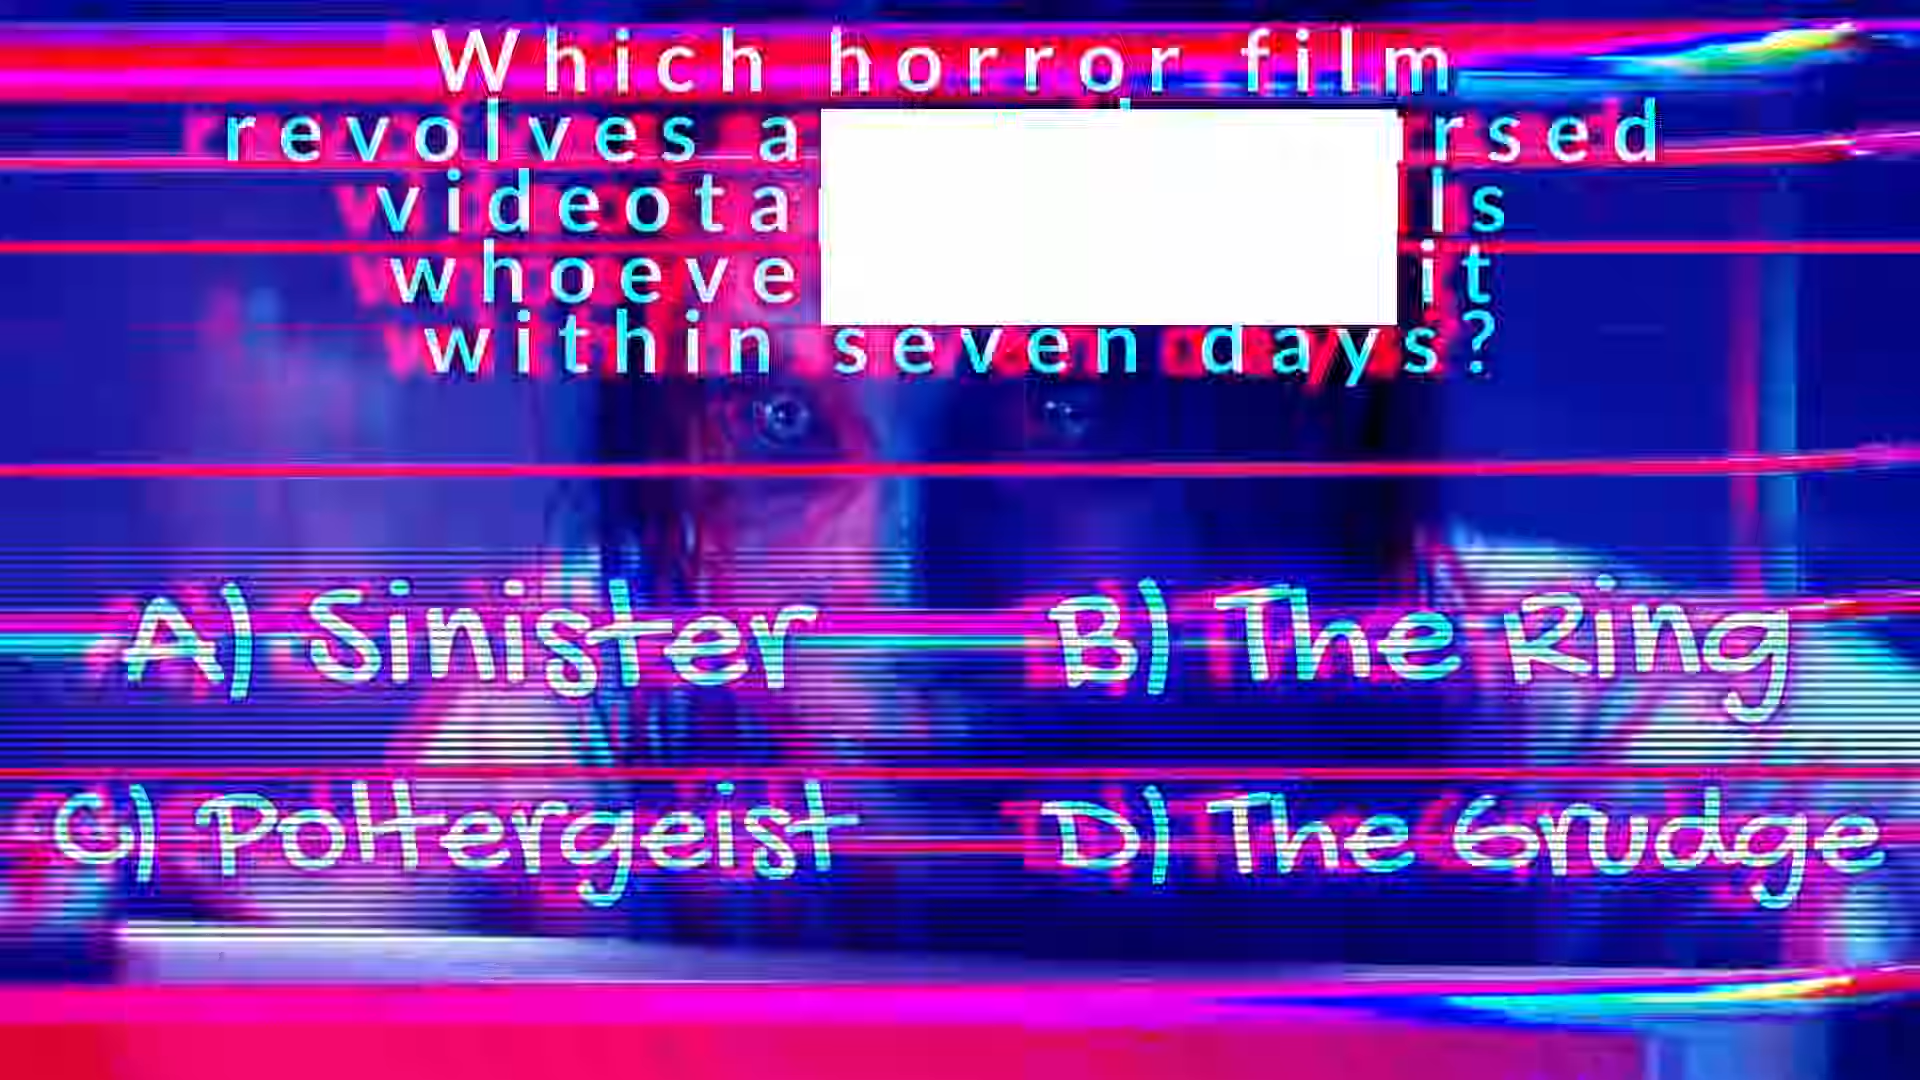 Which horror film
revolves a rsed
videota ls
whoeve it
within seven days?
A) Sinister
B) The Ring
C) Poltergeist
D) The Grudge